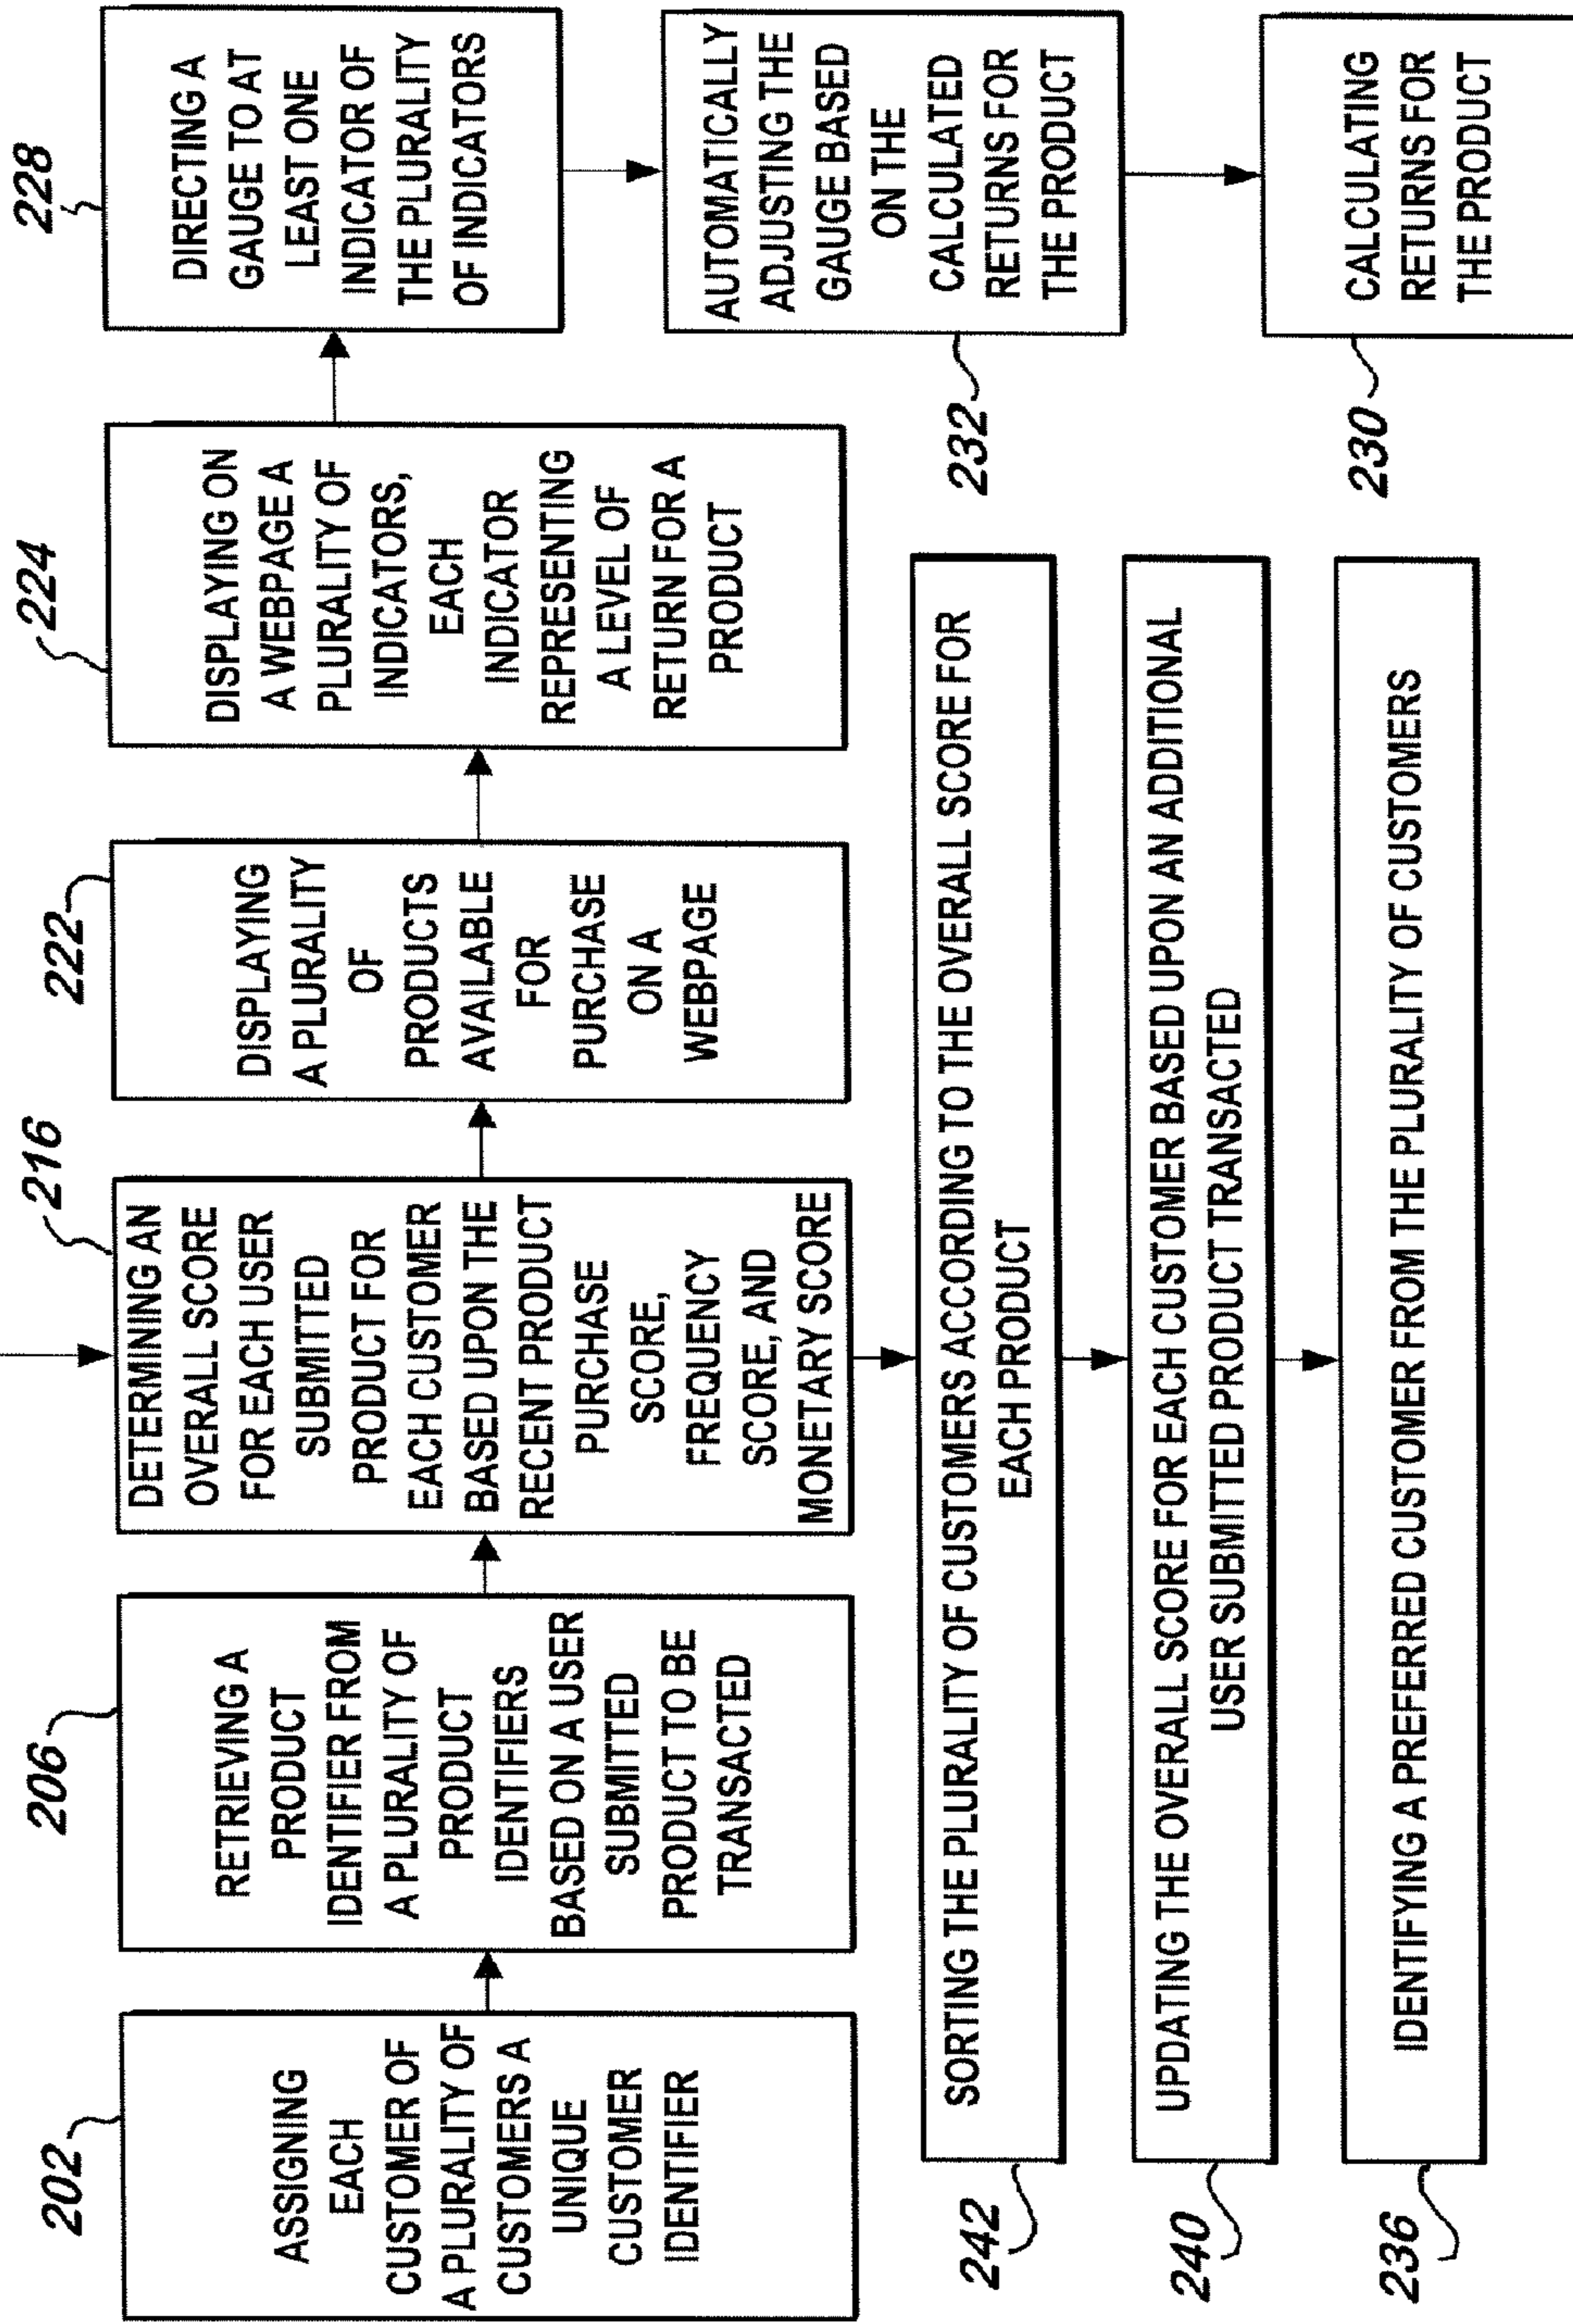 202
ASSIGNING
EACH
CUSTOMER OF
A PLURALITY OF
CUSTOMERS A
UNIQUE
CUSTOMER
IDENTIFIER
206
RETRIEVING A
PRODUCT
IDENTIFIER FROM
A PLURALITY OF
PRODUCT
IDENTIFIERS
BASED ON A USER
SUBMITTED
PRODUCT TO BE
TRANSACTED
216
DETERMINING AN
OVERALL SCORE
FOR EACH USER
SUBMITTED
PRODUCT FOR
EACH CUSTOMER
BASED UPON THE
RECENT PRODUCT
PURCHASE
SCORE,
FREQUENCY
SCORE, AND
MONETARY SCORE
222
DISPLAYING
A PLURALITY
OF
PRODUCTS
AVAILABLE
FOR
PURCHASE
ON A
WEBPAGE
224
DISPLAYING ON
A WEBPAGE A
PLURALITY OF
INDICATORS,
EACH
INDICATOR
REPRESENTING
A LEVEL OF
RETURN FOR A
PRODUCT
228
DIRECTING A
GAUGE TO AT
LEAST ONE
INDICATOR OF
THE PLURALITY
OF INDICATORS
AUTOMATICALLY
ADJUSTING THE
GAUGE BASED
ON THE
CALCULATED
RETURNS FOR
THE PRODUCT
232
CALCULATING
RETURNS FOR
THE PRODUCT
230
SORTING THE PLURALITY OF CUSTOMERS ACCORDING TO THE OVERALL SCORE FOR
EACH PRODUCT
242
UPDATING THE OVERALL SCORE FOR EACH CUSTOMER BASED UPON AN ADDITIONAL
USER SUBMITTED PRODUCT TRANSACTED
240
IDENTIFYING A PREFERRED CUSTOMER FROM THE PLURALITY OF CUSTOMERS
236